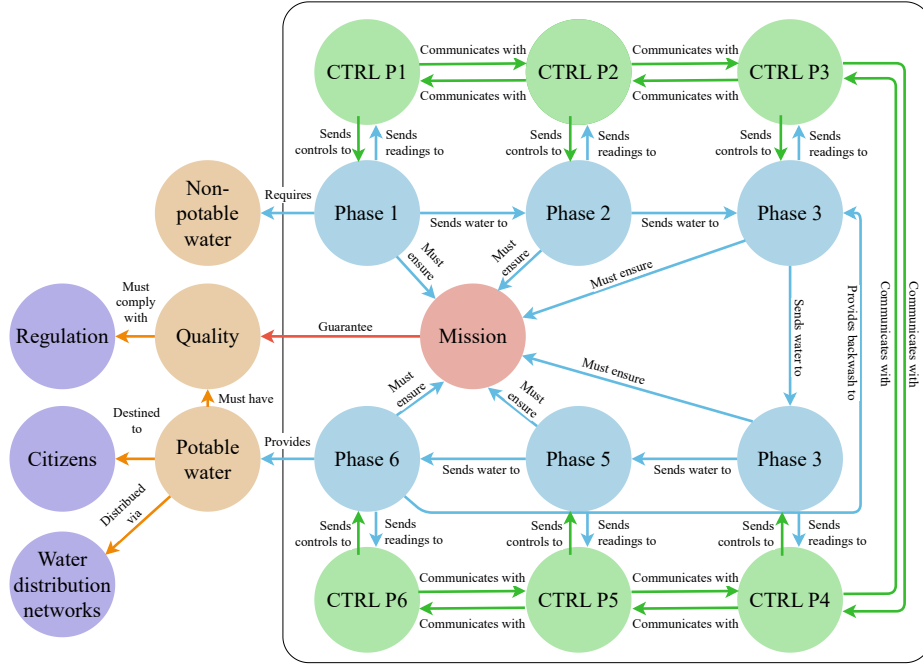 Communicates with
Communicates with
CTRL P1
CTRL P2
CTRL P3
Communicates with
Communicates with
Sends
controls to
Sends
readings to
Sends
controls to
Sends
readings to
Sends
controls to
Sends
readings to
Non-
potable
water
Requires
Phase 1
Sends water to
Phase 2
Sends water to
Phase 3
Must
ensure
Must
ensure
Must ensure
Sends
water to
Provides
backwash to
Communicates with
Communicates with
Regulation
Must
comply
with
Quality
Guarantee
Mission
Must have
Must
ensure
Must
ensure
Must ensure
Citizens
Destined
to
Potable
water
Provides
Phase 6
Sends water to
Phase 5
Sends water to
Phase 3
Distribued
via
Water
distribution
networks
Sends
controls to
Sends
readings to
Sends
controls to
Sends
readings to
Sends
controls to
Sends
readings to
Communicates with
Communicates with
CTRL P6
CTRL P5
CTRL P4
Communicates with
Communicates with